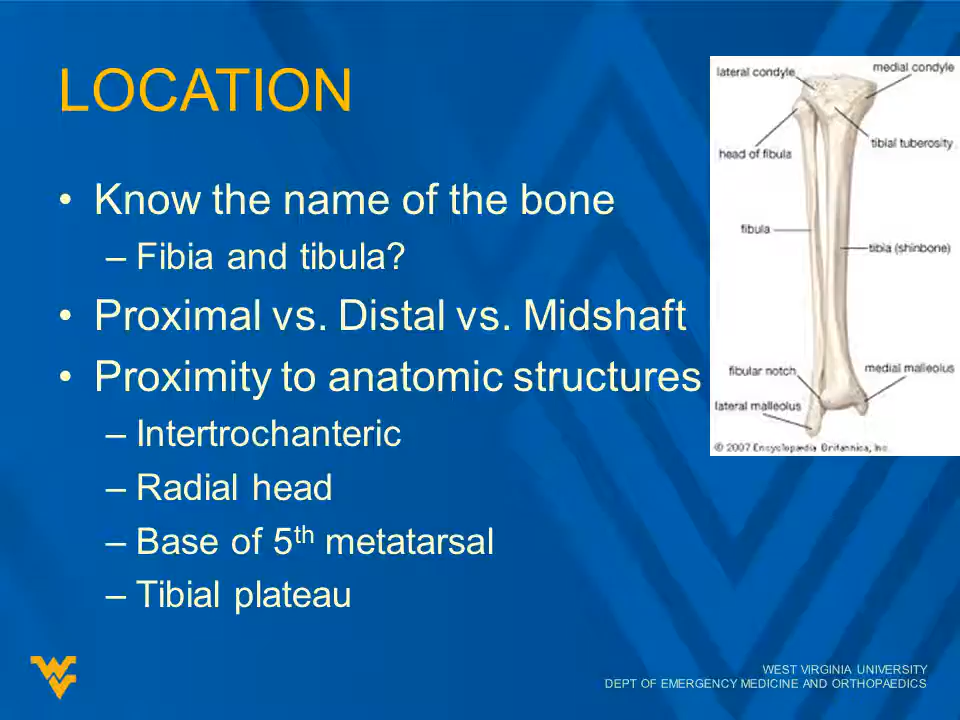 LOCATION
• Know the name of the bone
– Fibia and tibula?
• Proximal vs. Distal vs. Midshaft
• Proximity to anatomic structures
– Intertrochanteric
– Radial head
– Base of 5th metatarsal
– Tibial plateau
lateral condyle
medial condyle
head of fibula
tibial tuberosity
fibula
tibia (shinbone)
fibular notch
medial malleolus
lateral malleolus
© 2007 Encyclopædia Britannica, Inc.
WEST VIRGINIA UNIVERSITY
DEPT OF EMERGENCY MEDICINE AND ORTHOPAEDICS